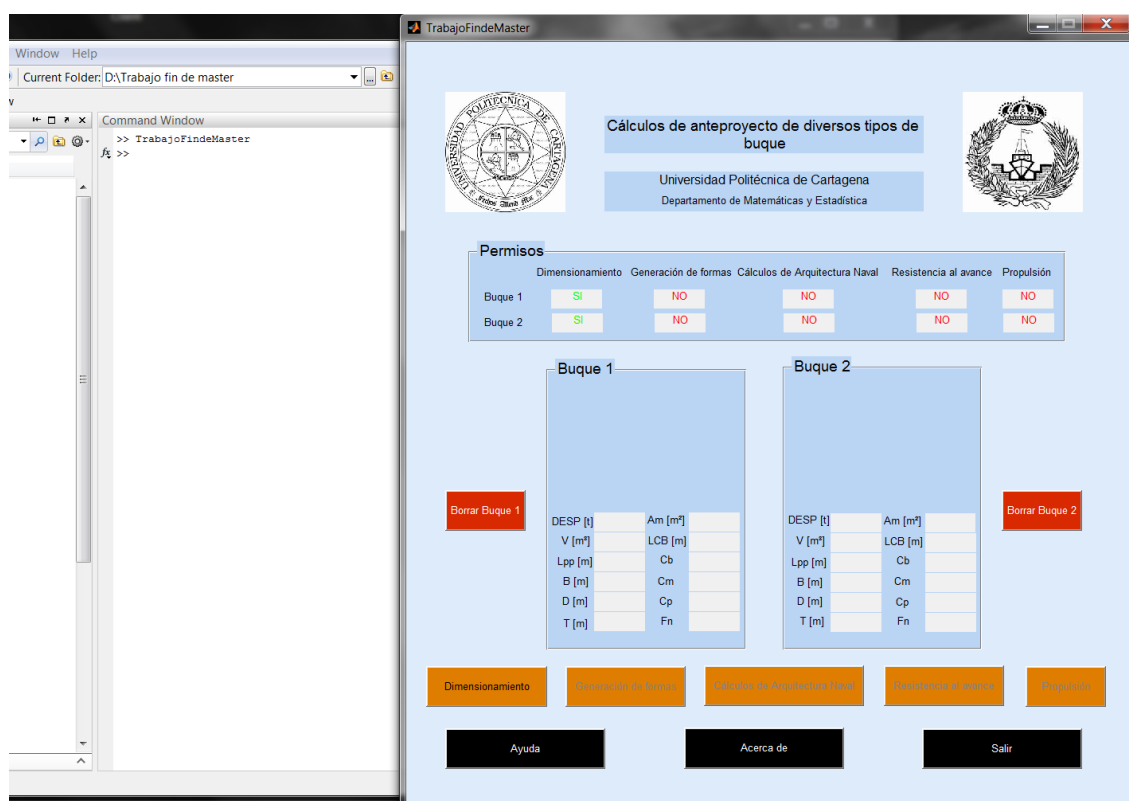 Window Help
Current Folder: D:\Trabajo fin de master
Command Window
>> TrabajoFindeMaster
fx >>
TrabajoFindeMaster
UNIVERSIDAD POLITECNICA DE CARTAGENA
Cálculos de anteproyecto de diversos tipos de
buque
Universidad Politécnica de Cartagena
Departamento de Matemáticas y Estadística
Permisos
Dimensionamiento Generación de formas Cálculos de Arquitectura Naval Resistencia al avance Propulsión
Buque 1 SI NO NO NO NO
Buque 2 SI NO NO NO NO
Buque 1
Buque 2
Borrar Buque 1
Borrar Buque 2
DESP [t] Am [m²] DESP [t] Am [m²]
V [m³] LCB [m] V [m³] LCB [m]
Lpp [m] Cb Lpp [m] Cb
B [m] Cm B [m] Cm
D [m] Cp D [m] Cp
T [m] Fn T [m] Fn
Dimensionamiento Generación de formas Cálculos de Arquitectura Naval Resistencia al avance Propulsión
Ayuda Acerca de Salir